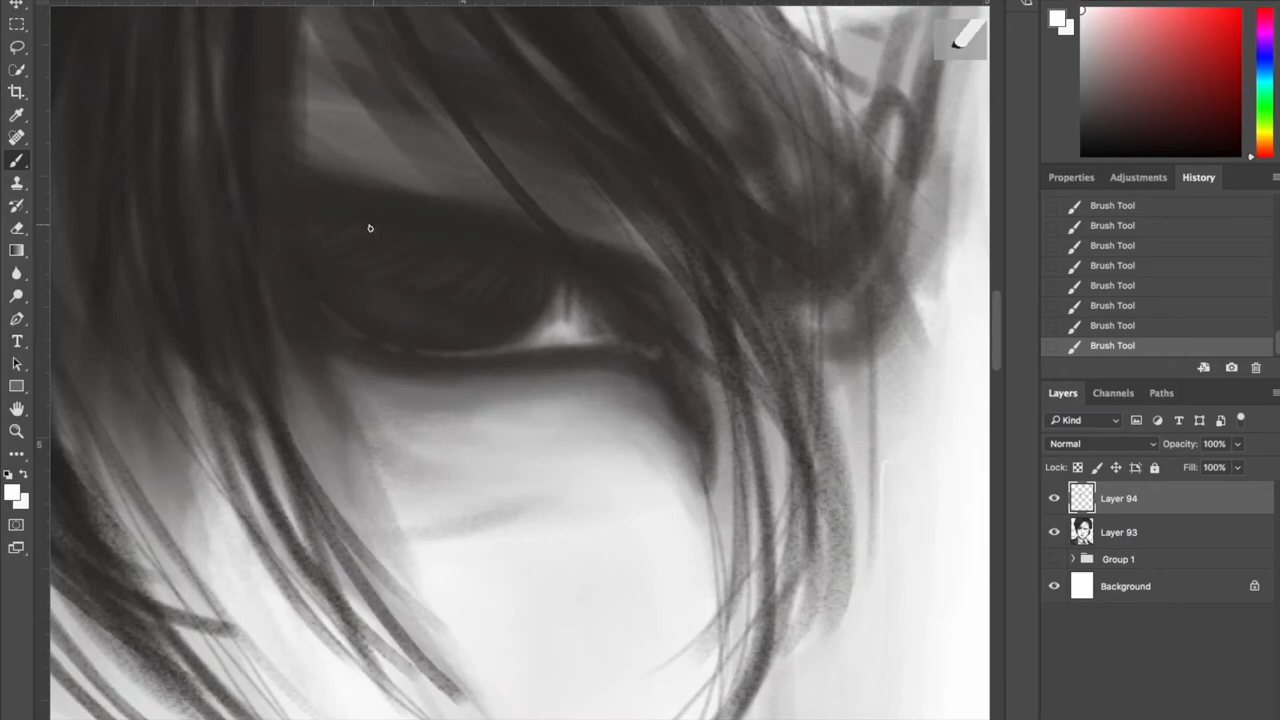 Properties Adjustments History
Brush Tool
Brush Tool
Brush Tool
Brush Tool
Brush Tool
Brush Tool
Brush Tool
Brush Tool
Layers Channels Paths
Kind
Normal Opacity: 100%
Lock: Fill: 100%
Layer 94
Layer 93
Group 1
Background
5